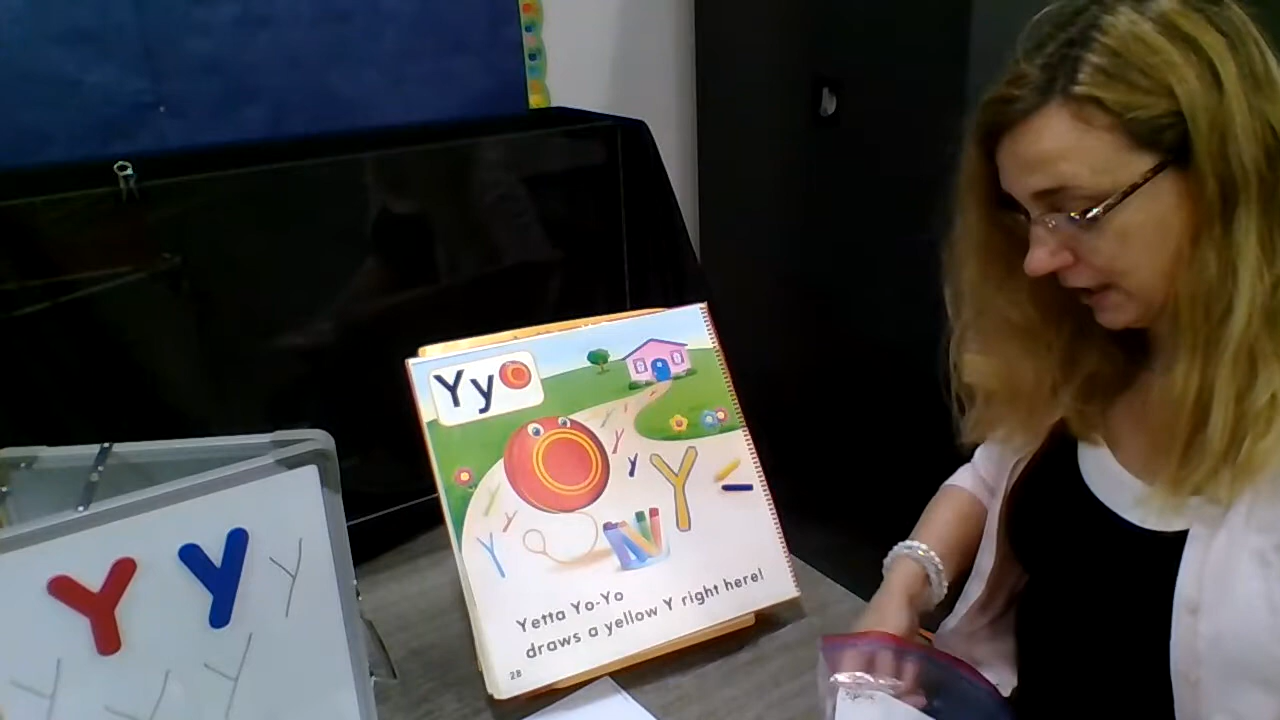 Yy
Y y Y
Y Y
Y
Yetta Yo-Yo
draws a yellow Y right here!
28
Y Y Y
Y Y Y